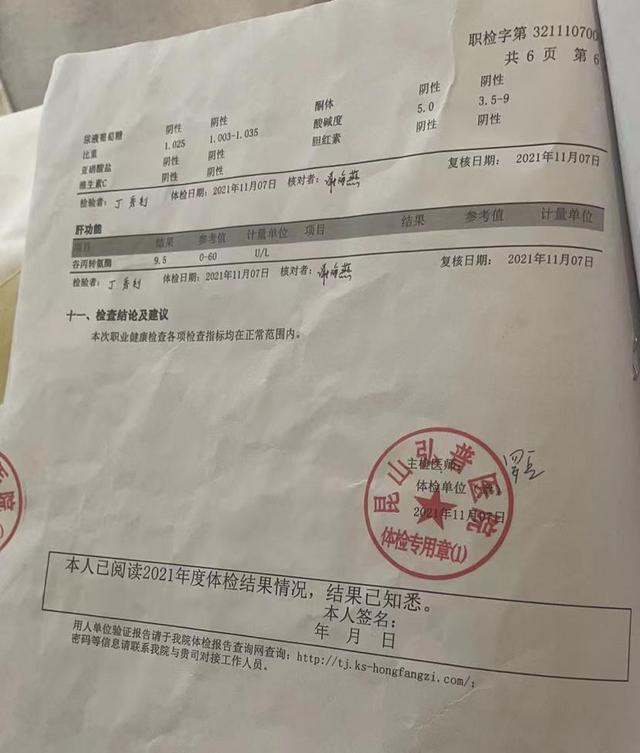 职检字第 321110700
共 6 页 第 6
尿液葡萄糖 阴性 阴性 酮体 阴性 阴性
比重 1.025 1.003-1.035 酸碱度 5.0 3.5-9
亚硝酸盐 阴性 阴性 胆红素 阴性 阴性
维生素C 阴性 阴性
检验者: 体检日期: 2021年11月07日 核对者: 复核日期: 2021年11月07日
肝功能
项目 结果 参考值 计量单位 项目 结果 参考值 计量单位
谷丙转氨酶 9.5 0-60 U/L
检验者: 体检日期: 2021年11月07日 核对者: 复核日期: 2021年11月07日
十一、检查结论及建议
本次职业健康检查各项检查指标均在正常范围内。
主检医师:
体检单位
2021年11月07日
昆山弘普医院
体检专用章(1)
本人已阅读2021年度体检结果情况，结果已知悉。
本人签名:
年 月 日
用人单位验证报告请于我院体检报告查询网查询: http://tj.ks-hongfangzi.com/;
密码等信息请联系我院与贵司对接工作人员。